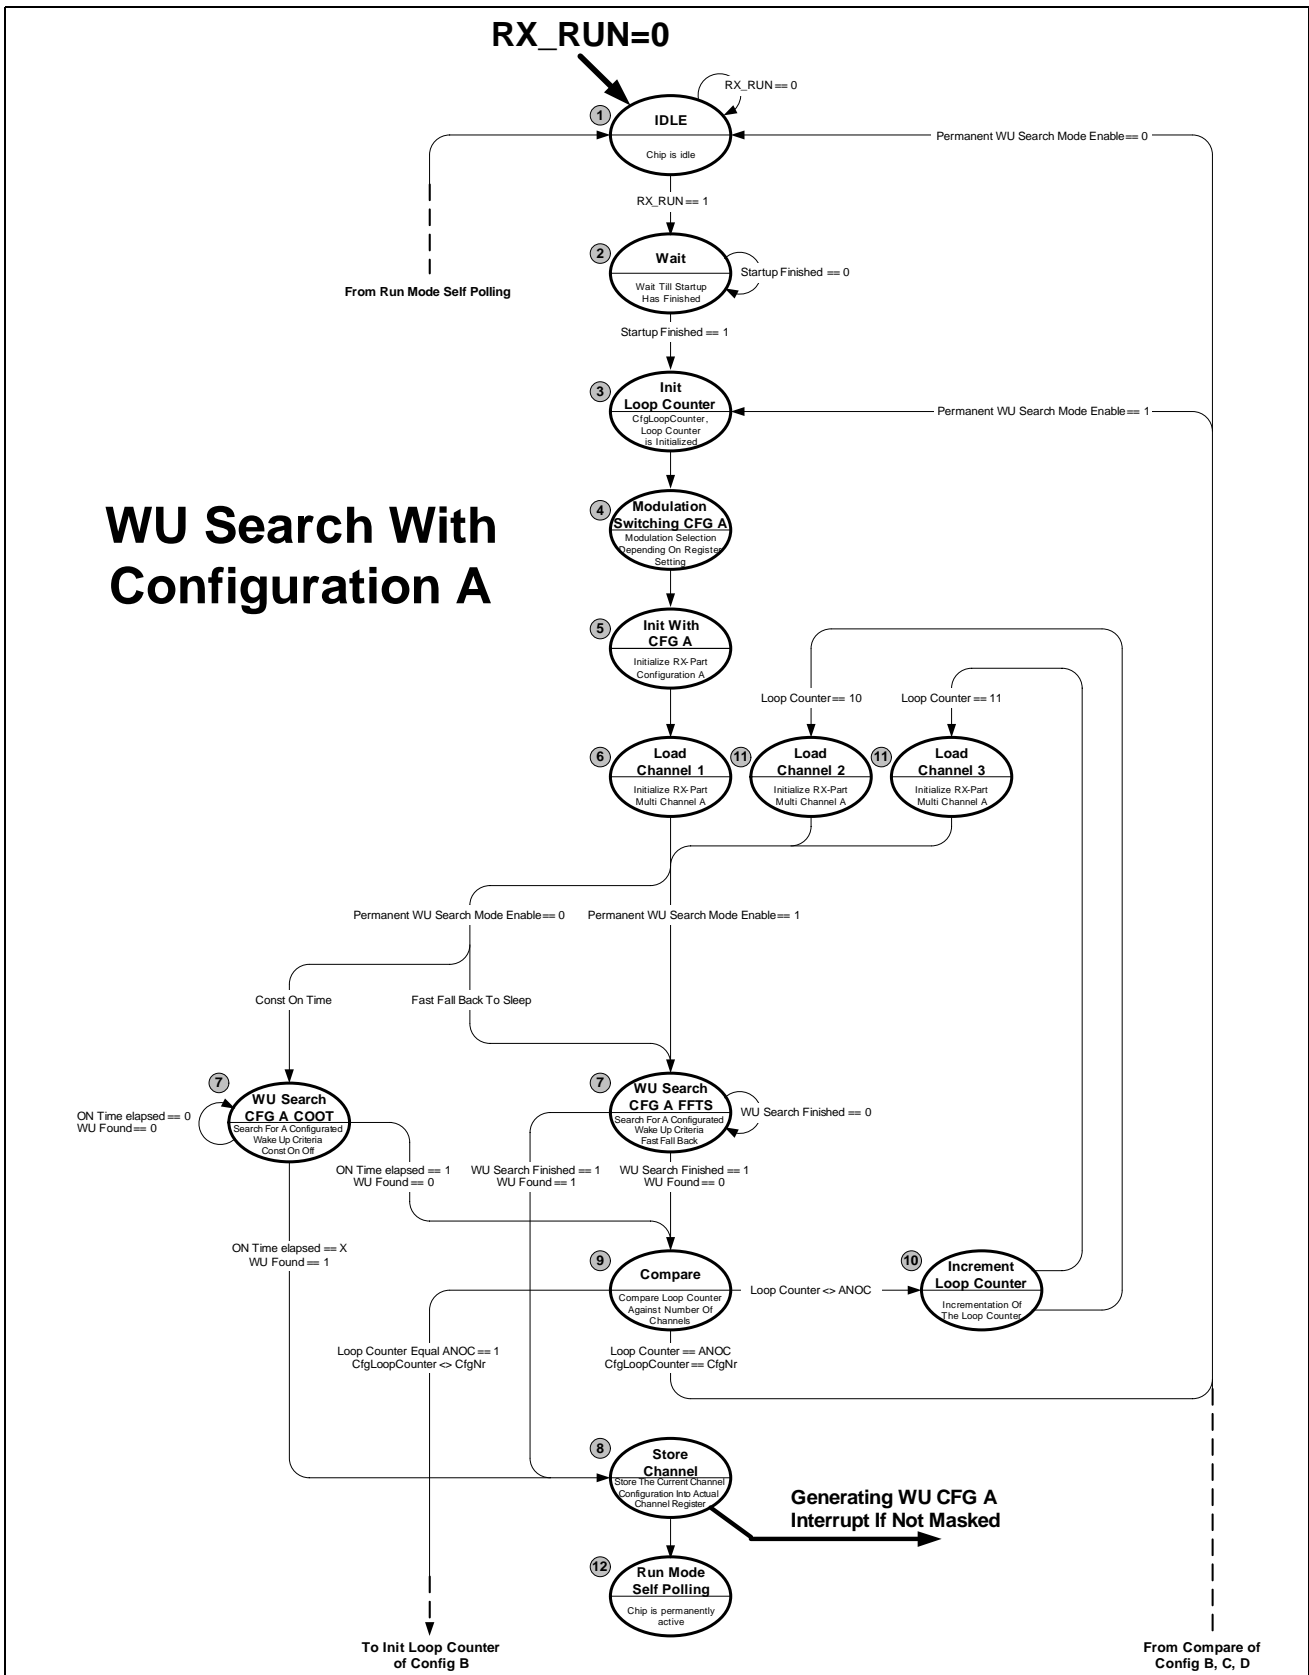 RX_RUN=0
RX_RUN== 0
1
IDLE
Chip is idle
Permanent WU Search Mode Enable== 0
RX_RUN== 1
2
Wait
Wait Till Startup
Has Finished
Startup Finished == 0
From Run Mode Self Polling
Startup Finished == 1
3
Init
Loop Counter
CfgLoopCounter,
Loop Counter
is Initialized
Permanent WU Search Mode Enable== 1
WU Search With
Configuration A
4
Modulation
Switching CFG A
Modulation Selection
Depending On Register
Setting
5
Init With
CFG A
Initialize RX-Part
Configuration A
Loop Counter== 10
Loop Counter== 11
6
Load
Channel 1
Initialize RX-Part
Multi Channel A
11
Load
Channel 2
Initialize RX-Part
Multi Channel A
11
Load
Channel 3
Initialize RX-Part
Multi Channel A
Permanent WU Search Mode Enable== 0
Permanent WU Search Mode Enable== 1
Const On Time
Fast Fall Back To Sleep
7
WU Search
CFG A COOT
Search For A Configurated
Wake Up Criteria
Const On Off
ON Time elapsed == 0
WU Found== 0
7
WU Search
CFG A FFTS
Search For A Configurated
Wake Up Criteria
Fast Fall Back
WU Search Finished == 0
ON Time elapsed == 1
WU Found == 0
WU Search Finished == 1
WU Found == 1
WU Search Finished == 1
WU Found == 0
ON Time elapsed == X
WU Found == 1
9
Compare
Compare Loop Counter
Against Number Of
Channels
Loop Counter <> ANOC
10
Increment
Loop Counter
Incrementation Of
The Loop Counter
Loop Counter Equal ANOC == 1
CfgLoopCounter <> CfgNr
Loop Counter == ANOC
CfgLoopCounter == CfgNr
8
Store
Channel
Store The Current Channel
Configuration Into Actual
Channel Register
Generating WU CFG A
Interrupt If Not Masked
12
Run Mode
Self Polling
Chip is permanently
active
To Init Loop Counter
of Config B
From Compare of
Config B, C, D